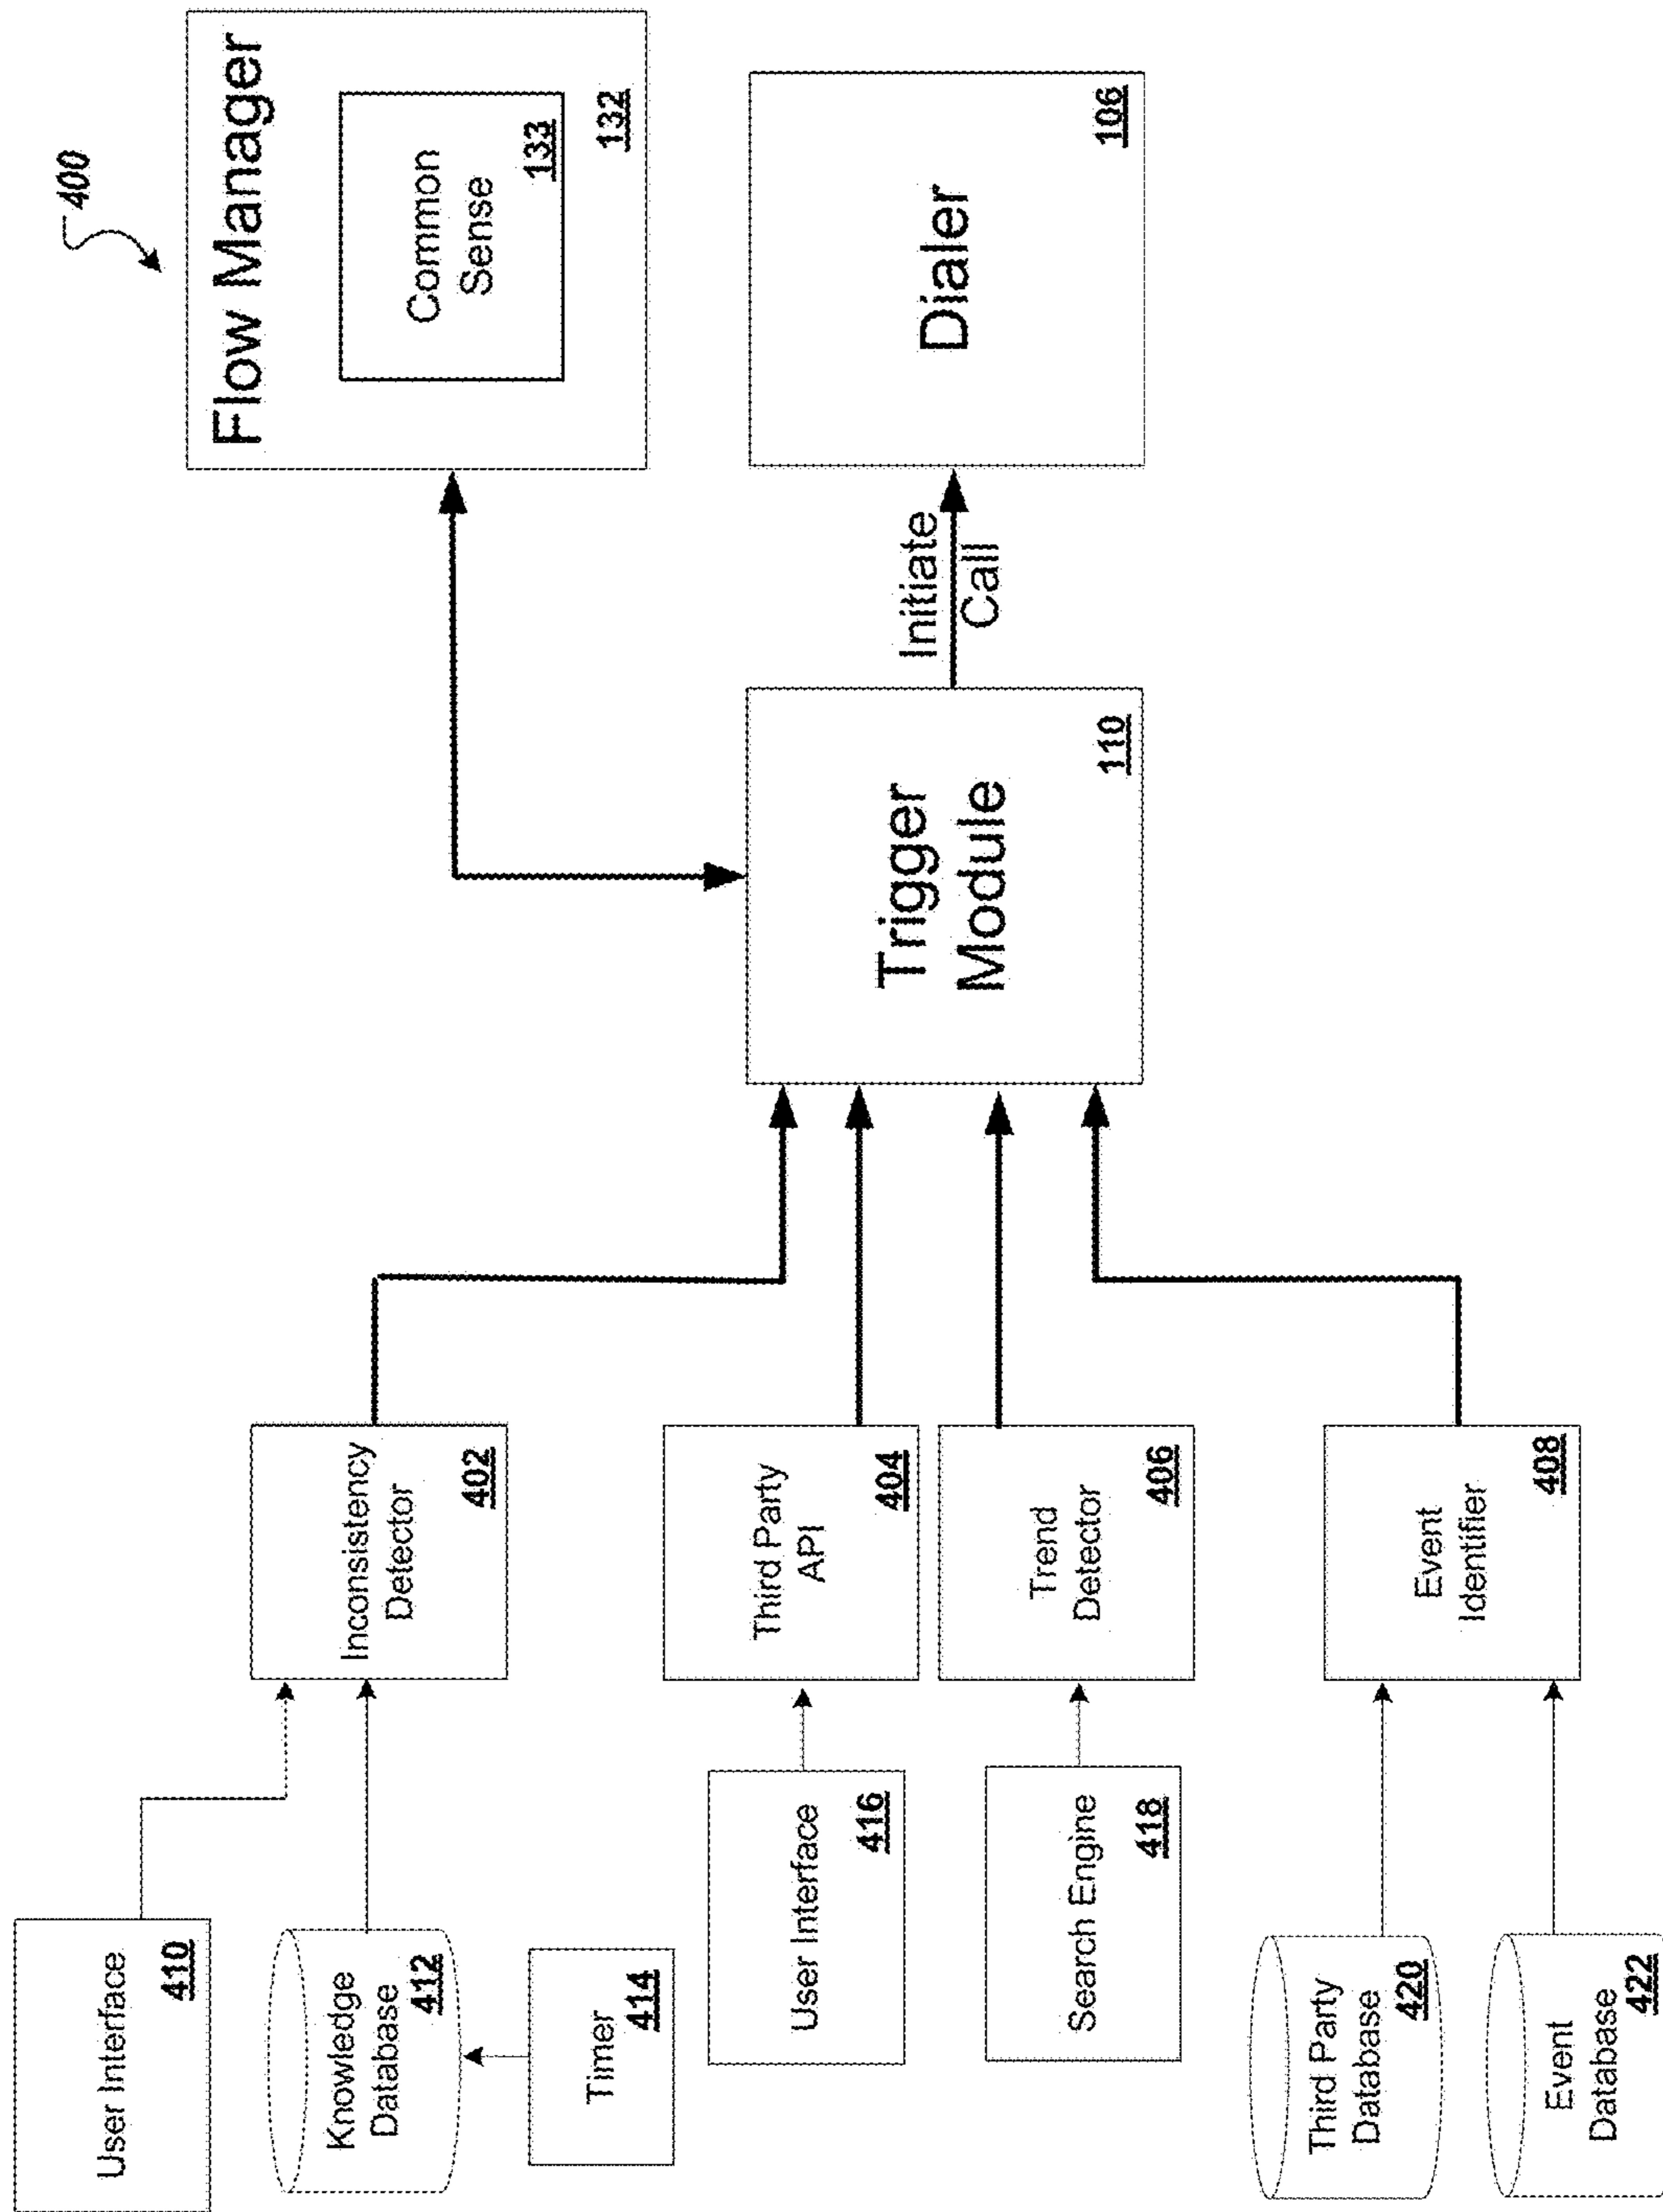 400
User Interface
410
Knowledge
Database
412
Timer
414
User Interface
416
Search Engine
418
Third Party
Database
420
Event
Database
422
Inconsistency
Detector
402
Third Party
API
404
Trend
Detector
406
Event
Identifier
408
Trigger
Module
110
Initiate
Call
Flow Manager
Common
Sense
133
132
Dialer
106